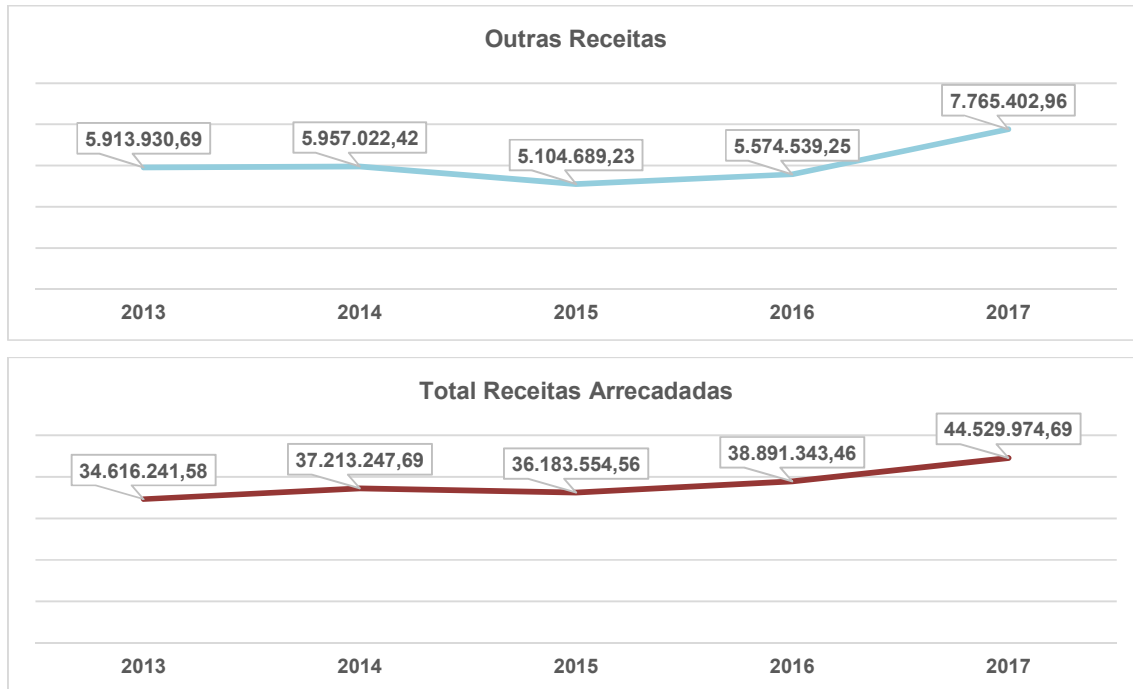 Outras Receitas
7.765.402,96
5.913.930,69 5.957.022,42 5.104.689,23 5.574.539,25
2013 2014 2015 2016 2017
Total Receitas Arrecadadas
44.529.974,69
34.616.241,58 37.213.247,69 36.183.554,56 38.891.343,46
2013 2014 2015 2016 2017